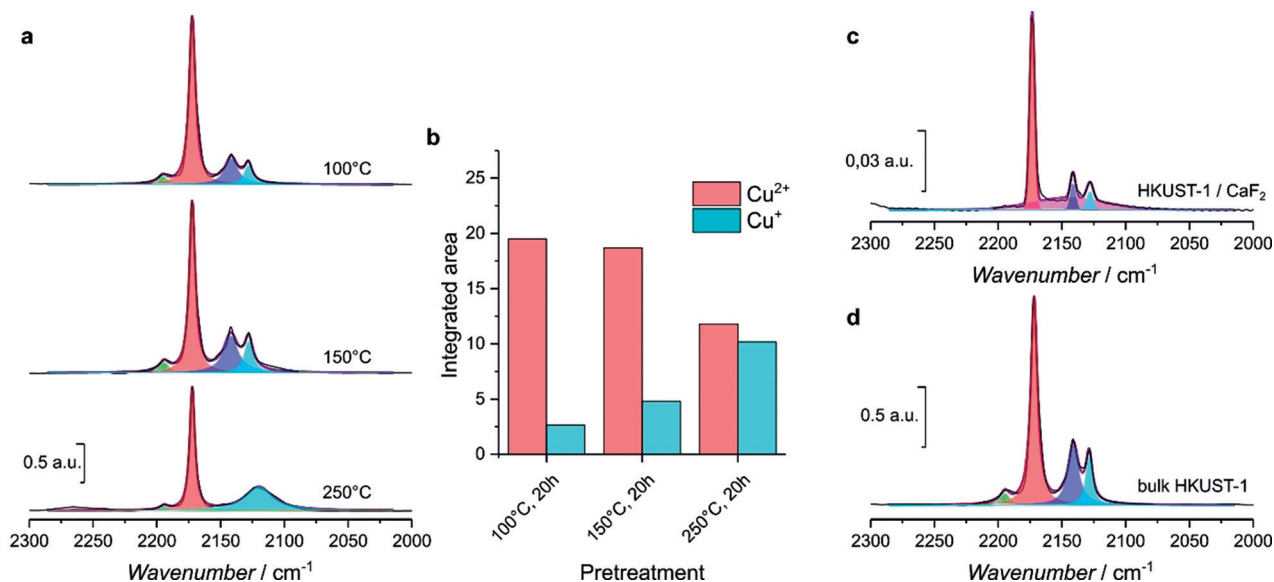 a
100°C
150°C
0.5 a.u.
250°C
2300 2250 2200 2150 2100 2050 2000
Wavenumber / cm⁻¹
b
Integrated area
30
25
20
15
10
5
0
Cu²⁺
Cu⁺
100°C, 20h
150°C, 20h
250°C, 20h
Pretreatment
c
0,03 a.u.
HKUST-1 / CaF₂
2300 2250 2200 2150 2100 2050 2000
Wavenumber / cm⁻¹
d
0.5 a.u.
bulk HKUST-1
2300 2250 2200 2150 2100 2050 2000
Wavenumber / cm⁻¹